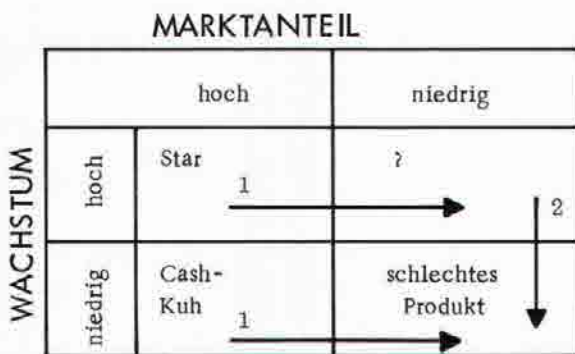 MARKTANTEIL
hoch niedrig
WACHSTUM
hoch
Star ?
1
2
niedrig
Cash- schlechtes
Kuh Produkt
1